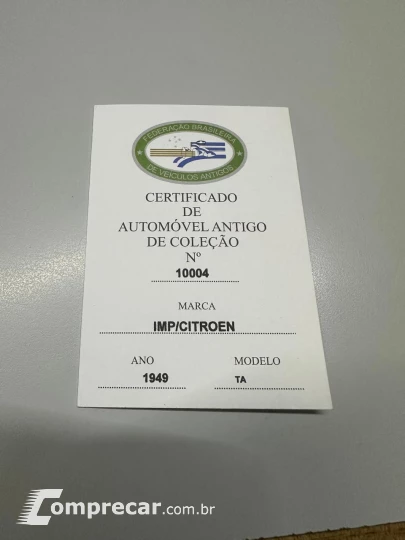 FEDERAÇÃO BRASILEIRA
DE VEÍCULOS ANTIGOS
CERTIFICADO
DE
AUTOMÓVEL ANTIGO
DE COLEÇÃO
Nº
10004
MARCA
IMP/CITROEN
ANO MODELO
1949 TA
Comprecar.com.br